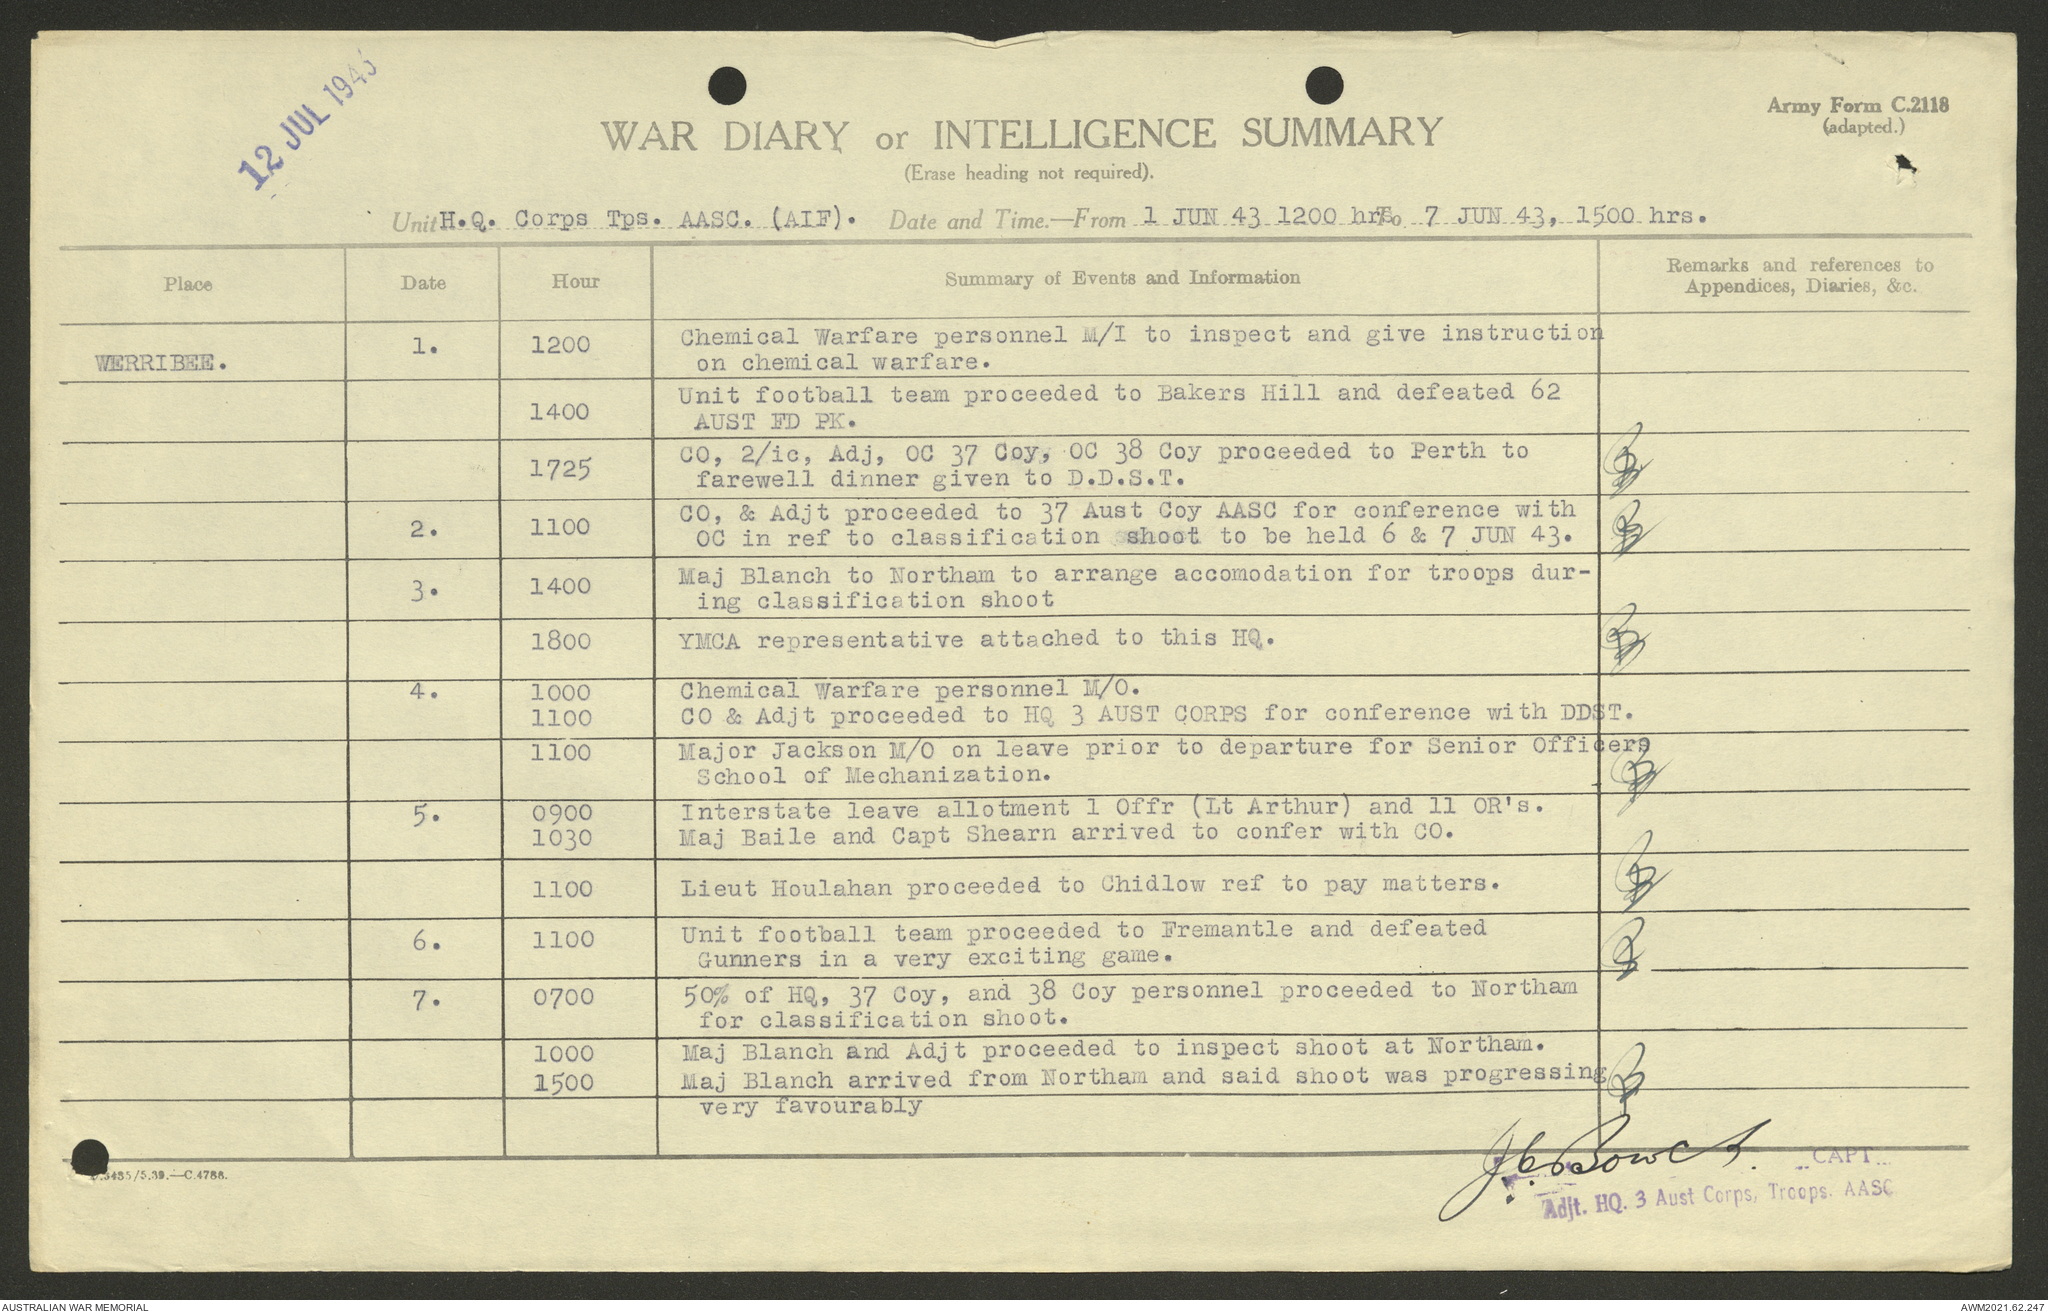 12 JUL 1943
Army Form C.2118
(adapted.)
WAR DIARY or INTELLIGENCE SUMMARY
(Erase heading not required).
Unit H.Q. Corps Tps. AASC. (AIF). Date and Time.—From 1 JUN 43 1200 hrs To 7 JUN 43, 1500 hrs.
Place Date Hour Summary of Events and Information Remarks and references to
Appendices, Diaries, &c.
WERRIBEE. 1. 1200 Chemical Warfare personnel M/I to inspect and give instruction
on chemical warfare.
1400 Unit football team proceeded to Bakers Hill and defeated 62
AUST FD PK.
1725 CO, 2/ic, Adj, OC 37 Coy, OC 38 Coy proceeded to Perth to
farewell dinner given to D.D.S.T.
2. 1100 CO, & Adjt proceeded to 37 Aust Coy AASC for conference with
OC in ref to classification shoot to be held 6 & 7 JUN 43.
3. 1400 Maj Blanch to Northam to arrange accomodation for troops dur-
ing classification shoot
1800 YMCA representative attached to this HQ.
4. 1000 Chemical Warfare personnel M/O.
1100 CO & Adjt proceeded to HQ 3 AUST CORPS for conference with DDST.
1100 Major Jackson M/O on leave prior to departure for Senior Officers
School of Mechanization.
5. 0900 Interstate leave allotment 1 Offr (Lt Arthur) and 11 OR's.
1030 Maj Baile and Capt Shearn arrived to confer with CO.
1100 Lieut Houlahan proceeded to Chidlow ref to pay matters.
6. 1100 Unit football team proceeded to Fremantle and defeated
Gunners in a very exciting game.
7. 0700 50% of HQ, 37 Coy, and 38 Coy personnel proceeded to Northam
for classification shoot.
1000 Maj Blanch and Adjt proceeded to inspect shoot at Northam.
1500 Maj Blanch arrived from Northam and said shoot was progressing
very favourably
CAPT
Adjt. HQ. 3 Aust Corps, Troops. AASC
5435/5.39.—C.4788.
AUSTRALIAN WAR MEMORIAL
AWM2021.62.247